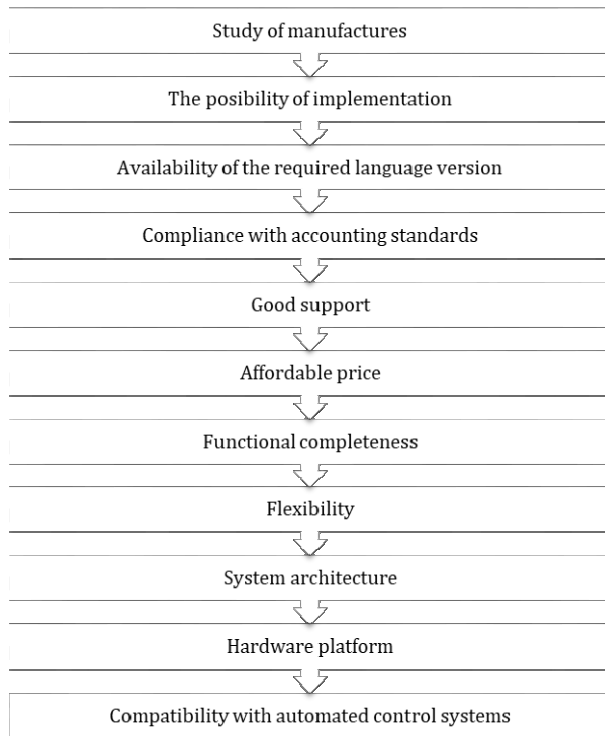 Study of manufactures
The posibility of implementation
Availability of the required language version
Compliance with accounting standards
Good support
Affordable price
Functional completeness
Flexibility
System architecture
Hardware platform
Compatibility with automated control systems